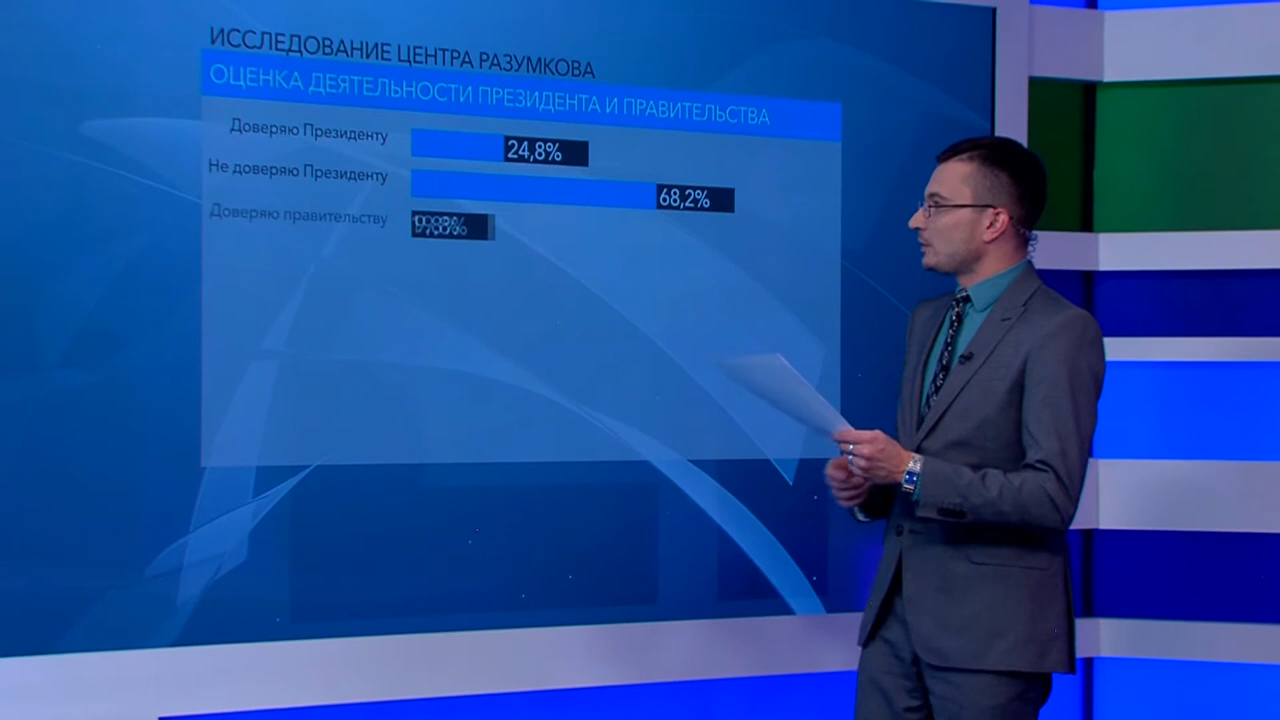 ИССЛЕДОВАНИЕ ЦЕНТРА РАЗУМКОВА
ОЦЕНКА ДЕЯТЕЛЬНОСТИ ПРЕЗИДЕНТА И ПРАВИТЕЛЬСТВА
Доверяю Президенту 24,8%
Не доверяю Президенту 68,2%
Доверяю правительству